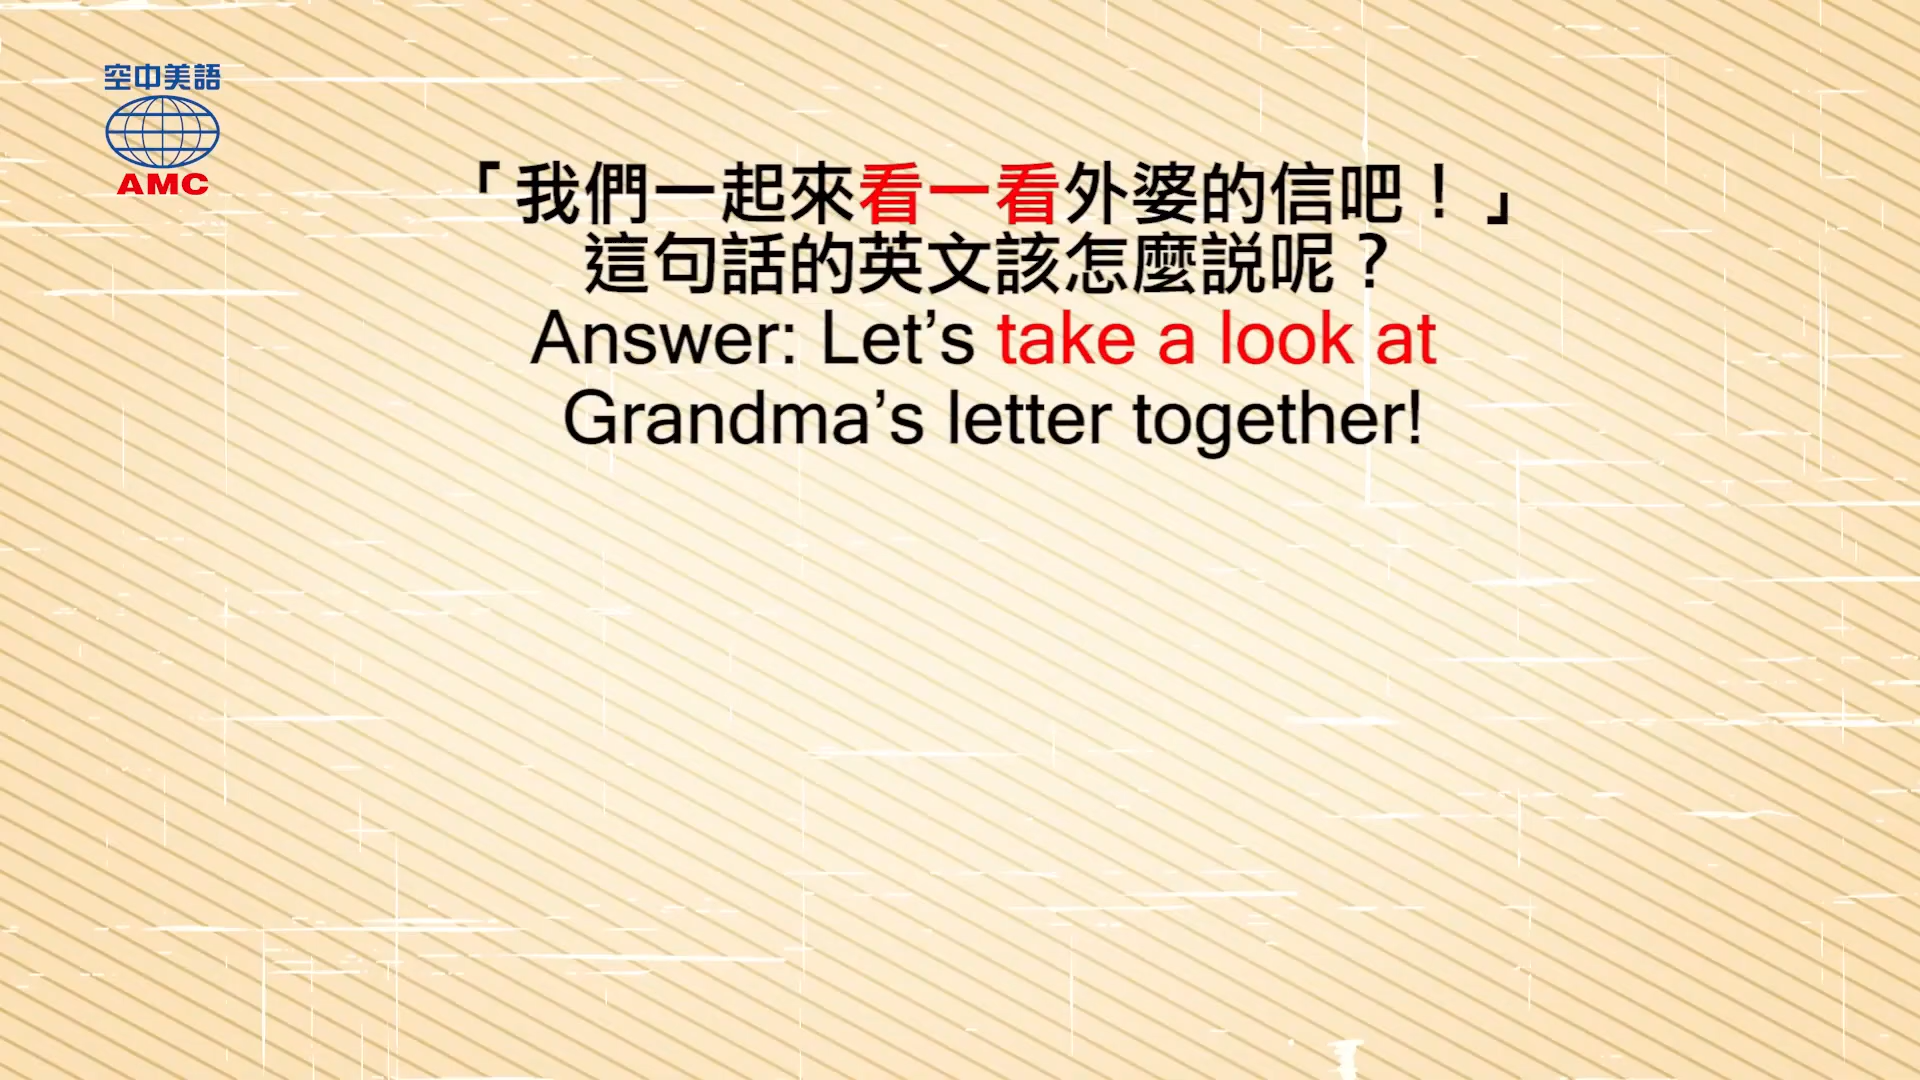 空中美語
AMC
「我們一起來看一看外婆的信吧！」
這句話的英文該怎麼說呢？
Answer: Let’s take a look at
Grandma’s letter together!